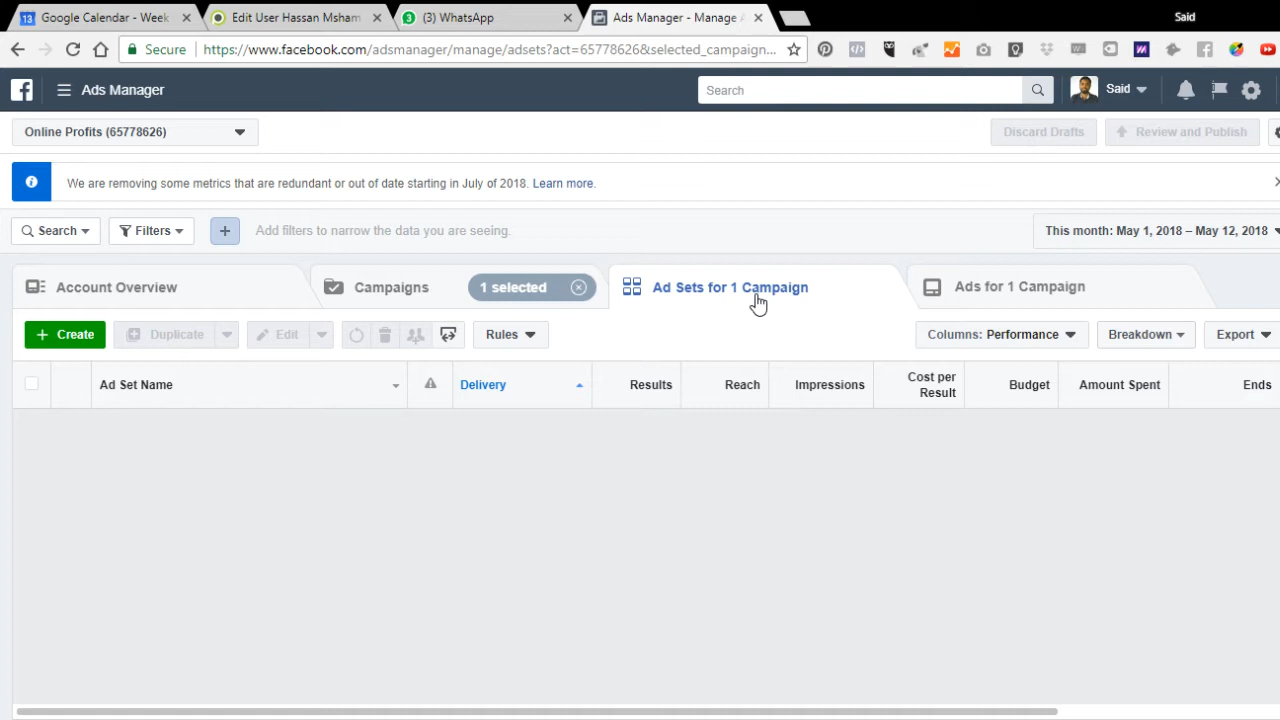 Said
13 Google Calendar - Week
Edit User Hassan Msham
3 (3) WhatsApp
Ads Manager - Manage A
Secure https://www.facebook.com/adsmanager/manage/adsets?act=65778626&selected_campaign...
f Ads Manager
Search
Said
Online Profits (65778626)
Discard Drafts
Review and Publish
We are removing some metrics that are redundant or out of date starting in July of 2018. Learn more.
Search
Filters
+
Add filters to narrow the data you are seeing.
This month: May 1, 2018 – May 12, 2018
Account Overview
Campaigns
1 selected
Ad Sets for 1 Campaign
Ads for 1 Campaign
+ Create
Duplicate
Edit
Rules
Columns: Performance
Breakdown
Export
Ad Set Name
Delivery
Results
Reach
Impressions
Cost per
Result
Budget
Amount Spent
Ends